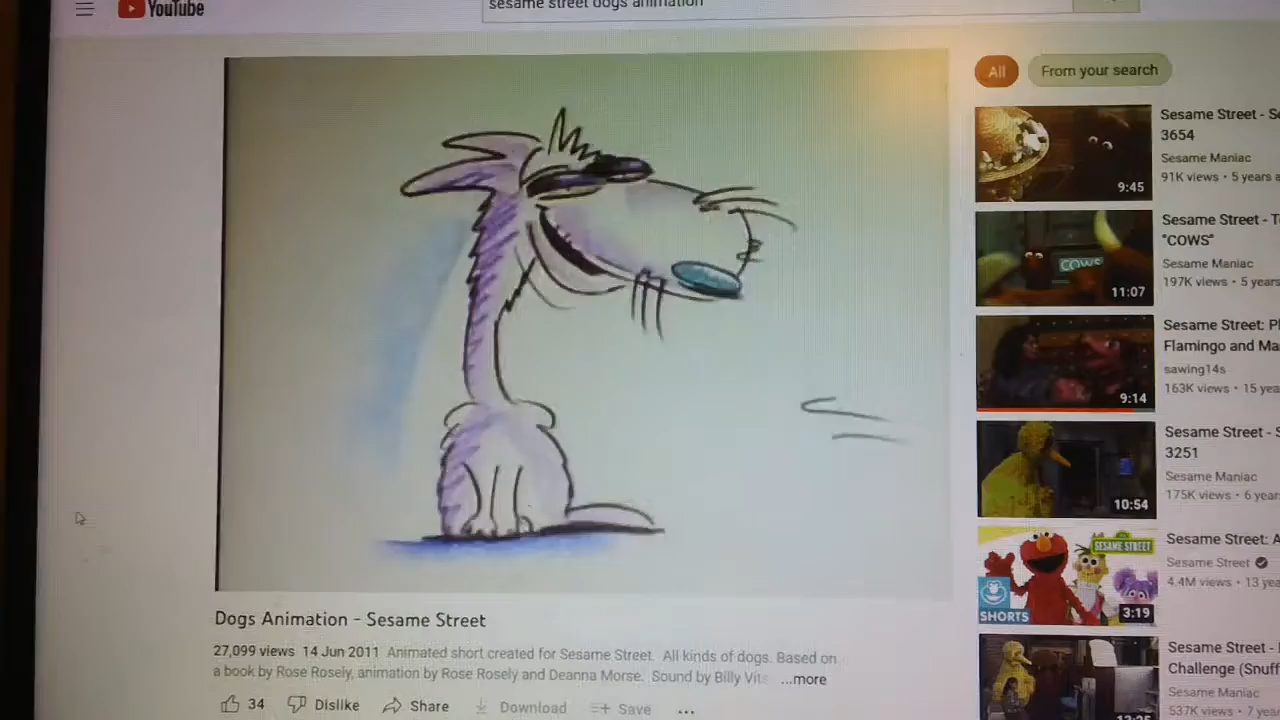 YouTube
sesame street dogs animation
All
From your search
9:45
Sesame Street -
3654
Sesame Maniac
91K views • 5 years
COWS
11:07
Sesame Street -
"COWS"
Sesame Maniac
197K views • 5 years
9:14
Sesame Street:
Flamingo and
sawing14s
163K views • 15
10:54
Sesame Street -
3251
Sesame Maniac
175K views • 6
SESAME STREET
SHORTS
3:19
Sesame Street:
Sesame Street
4.4M views • 13
Sesame Street -
Challenge
Sesame Maniac
537K views • 7
Dogs Animation - Sesame Street
27,099 views 14 Jun 2011 Animated short created for Sesame Street. All kinds of dogs. Based on
a book by Rose Rosely, animation by Rose Rosely and Deanna Morse. Sound by Billy ...more
34 Dislike Share Download Save ...